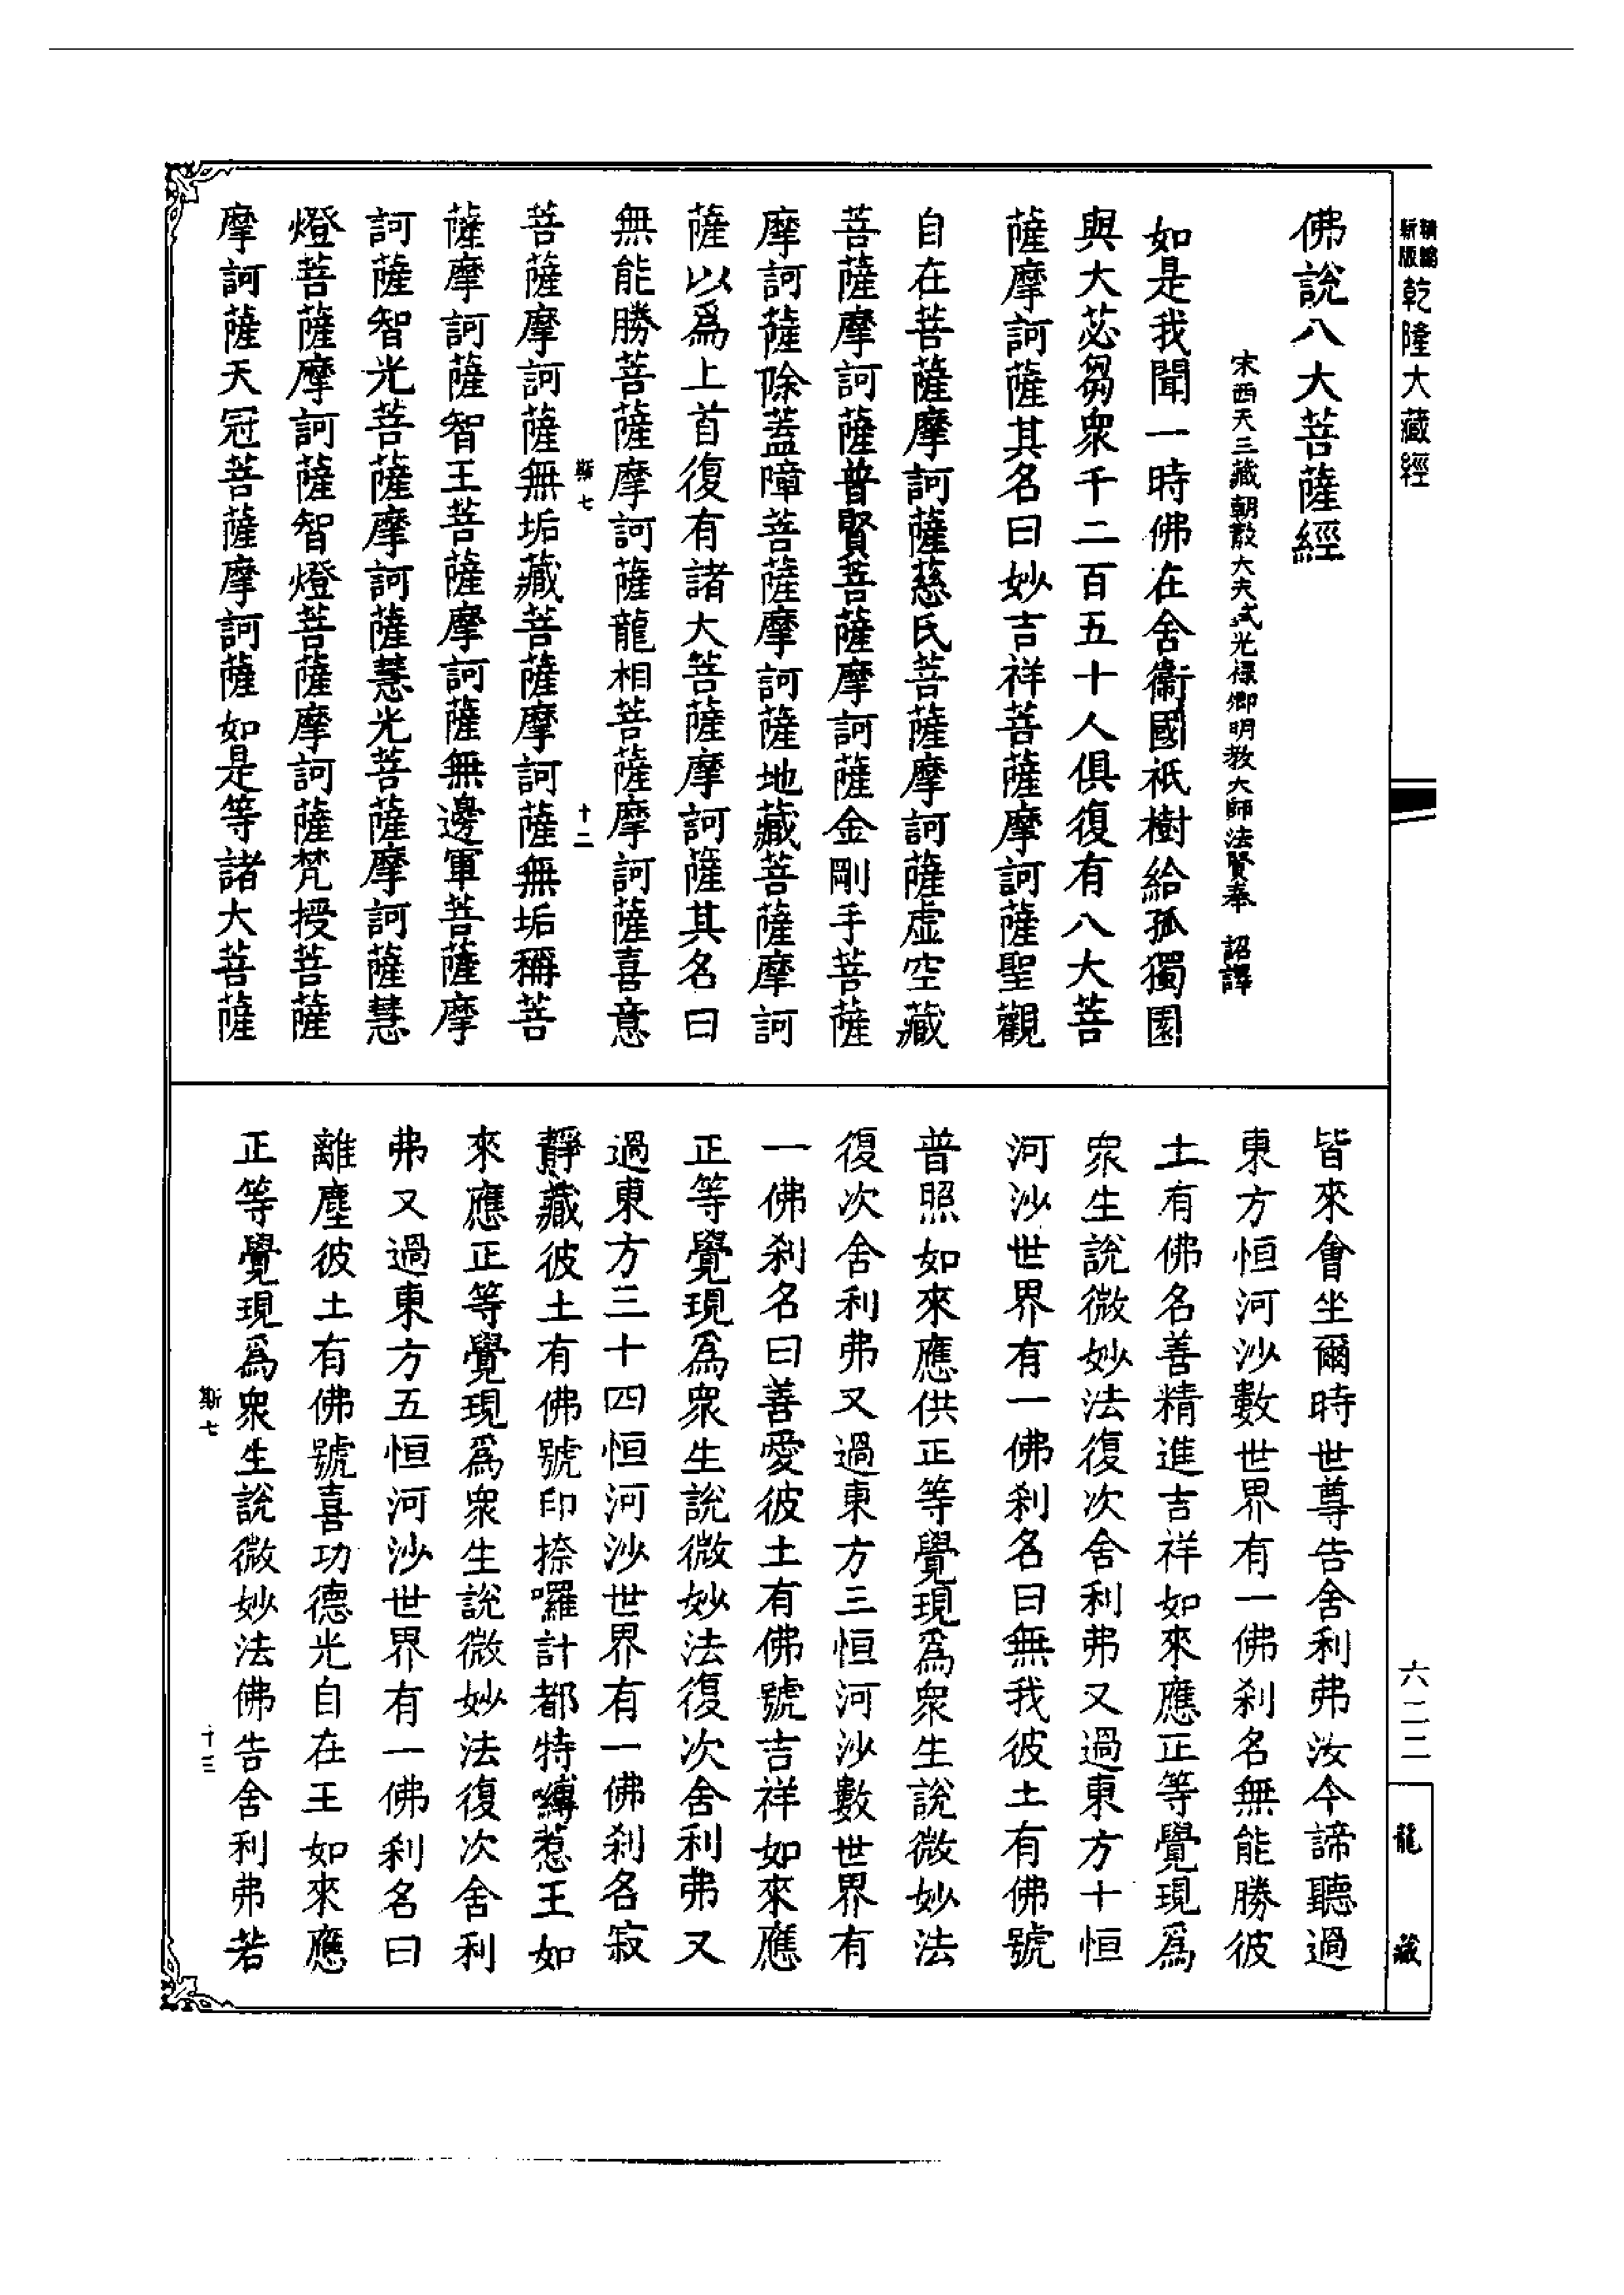 新版精縮乾隆大藏經
佛說八大菩薩經
宋西天三藏朝散大夫試光祿卿明教大師法賢奉 詔譯
如是我聞一時佛在舍衞國祇樹給孤獨園
與大苾芻衆千二百五十人俱復有八大菩
薩摩訶薩其名曰妙吉祥菩薩摩訶薩聖觀
自在菩薩摩訶薩慈氏菩薩摩訶薩虛空藏
菩薩摩訶薩普賢菩薩摩訶薩金剛手菩薩
摩訶薩除蓋障菩薩摩訶薩地藏菩薩摩訶
薩以爲上首復有諸大菩薩摩訶薩其名曰
無能勝菩薩摩訶薩龍相菩薩摩訶薩喜意
斯七 十二
菩薩摩訶薩無垢藏菩薩摩訶薩無垢稱菩
薩摩訶薩智王菩薩摩訶薩無邊軍菩薩摩
訶薩智光菩薩摩訶薩慧光菩薩摩訶薩慧
燈菩薩摩訶薩智燈菩薩摩訶薩梵授菩薩
摩訶薩天冠菩薩摩訶薩如是等諸大菩薩
皆來會坐爾時世尊告舍利弗汝今諦聽過
東方恒河沙數世界有一佛刹名無能勝彼
土有佛名善精進吉祥如來應正等覺現爲
衆生說微妙法復次舍利弗又過東方十恒
河沙世界有一佛刹名曰無我彼土有佛號
普照如來應供正等覺現爲衆生說微妙法
復次舍利弗又過東方三恒河沙數世界有
一佛刹名曰善愛彼土有佛號吉祥如來應
正等覺現爲衆生說微妙法復次舍利弗又
過東方三十四恒河沙世界有一佛刹名寂
靜藏彼土有佛號印捺囉計都特嚩惹王如
來應正等覺現爲衆生說微妙法復次舍利
弗又過東方五恒河沙世界有一佛刹名曰
離塵彼土有佛號喜功德光自在王如來應
正等覺現爲衆生說微妙法佛告舍利弗若
斯七 十三
六二二
龍藏